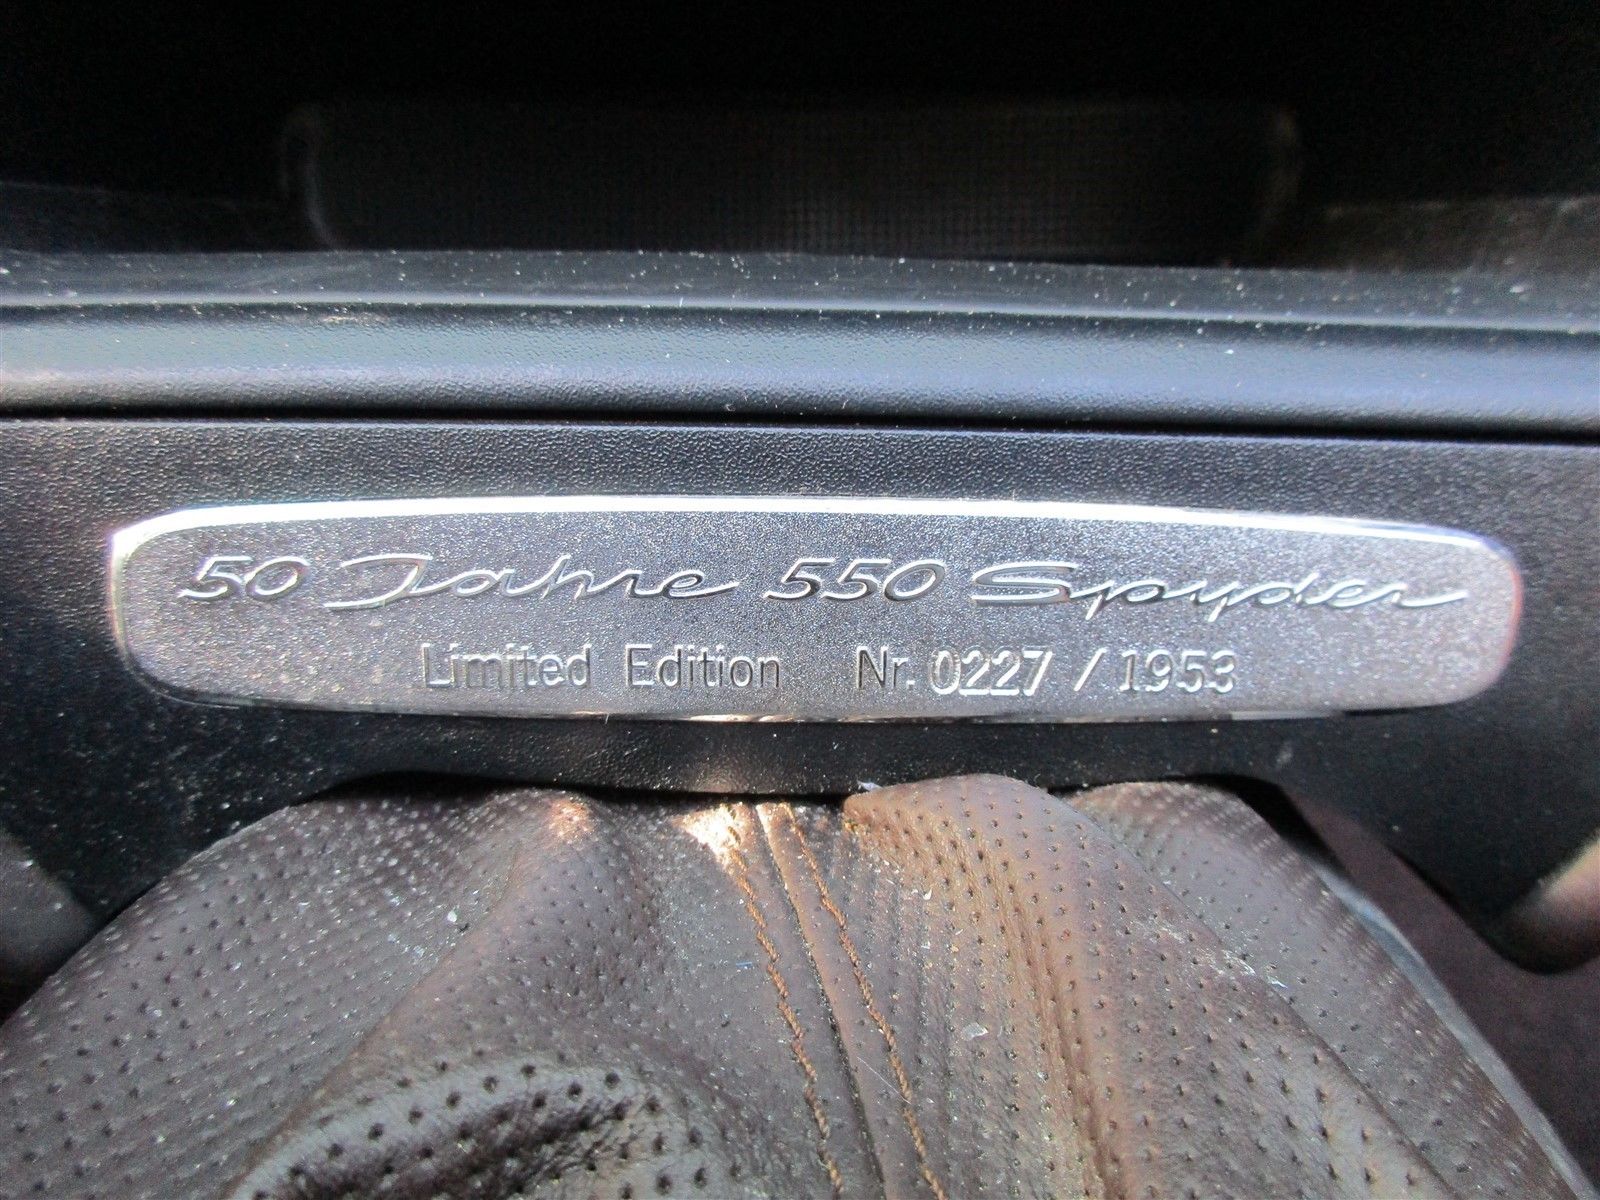 50 Jahre 550 Spyder
Limited Edition Nr. 0227 / 1953